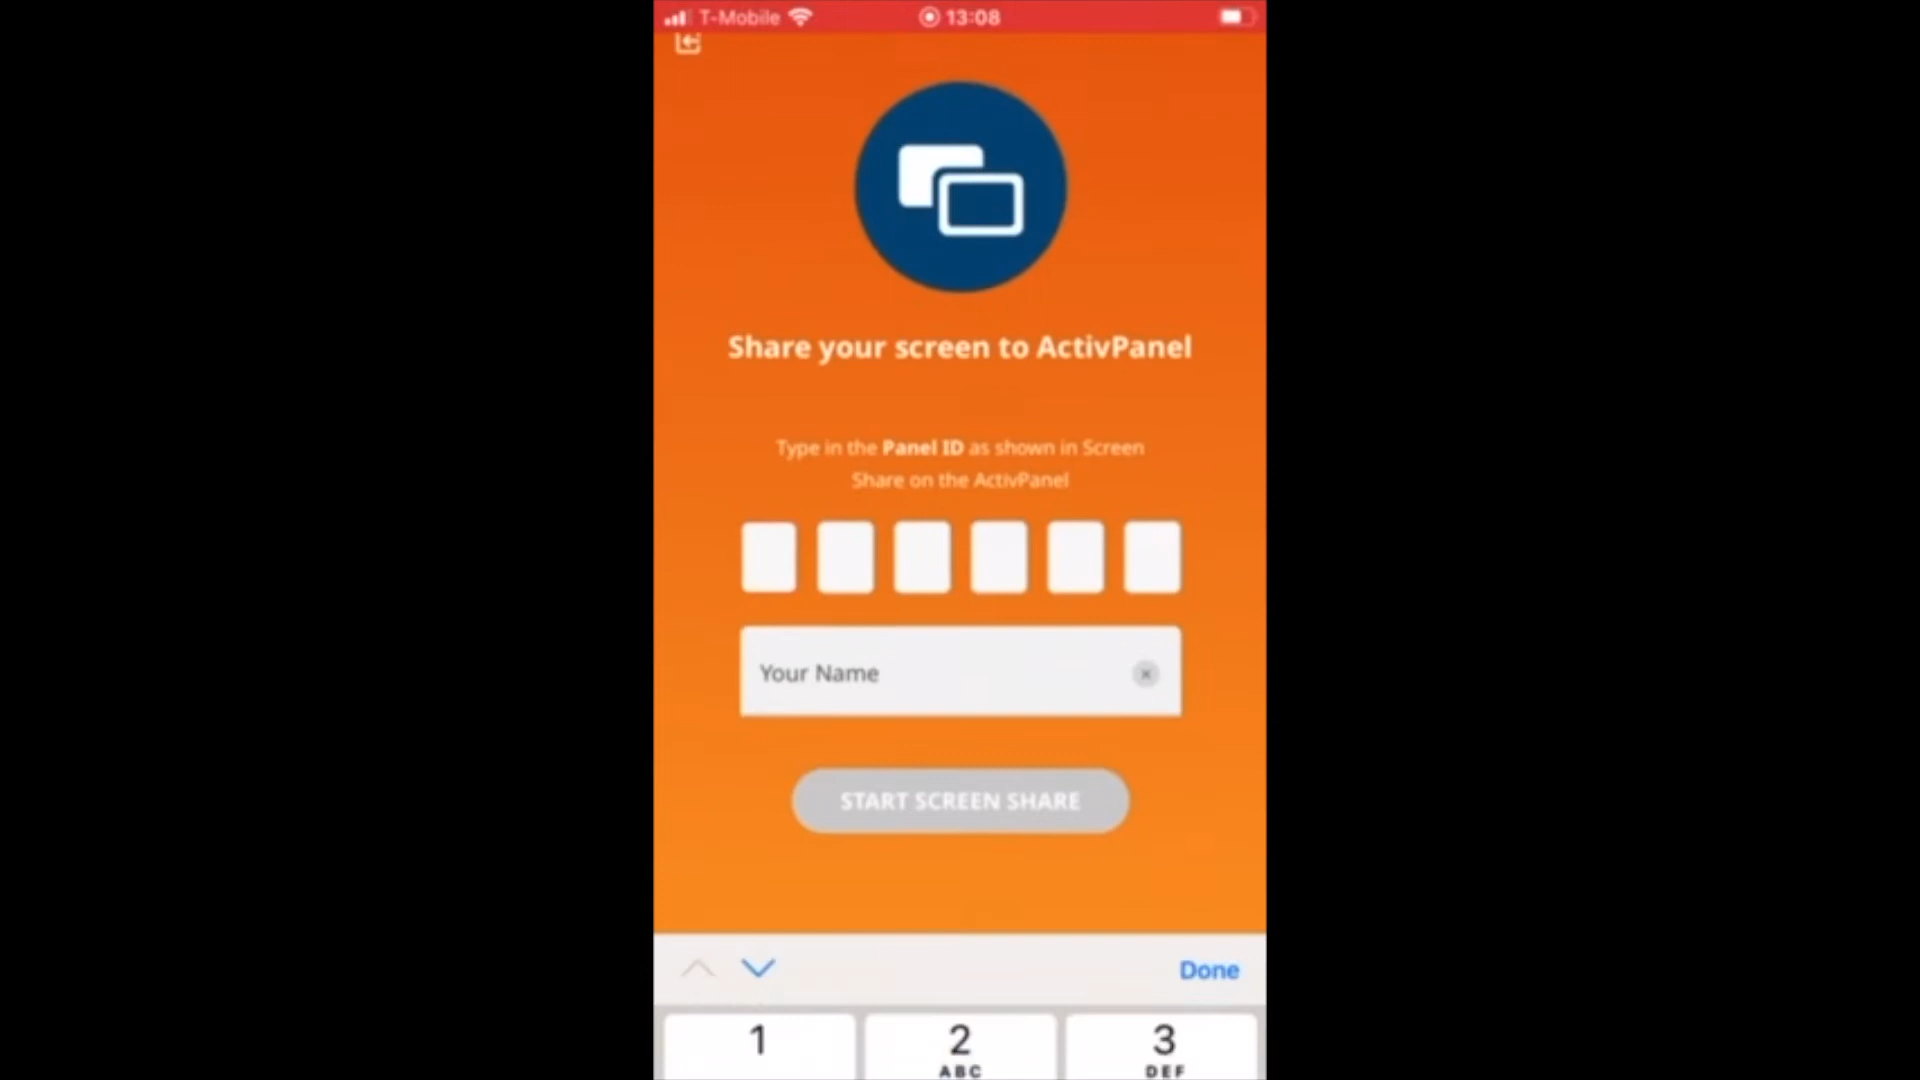 T-Mobile 13:08
Share your screen to ActivPanel
Type in the Panel ID as shown in Screen
Share on the ActivPanel
Your Name
START SCREEN SHARE
Done
1 2 3
ABC DEF